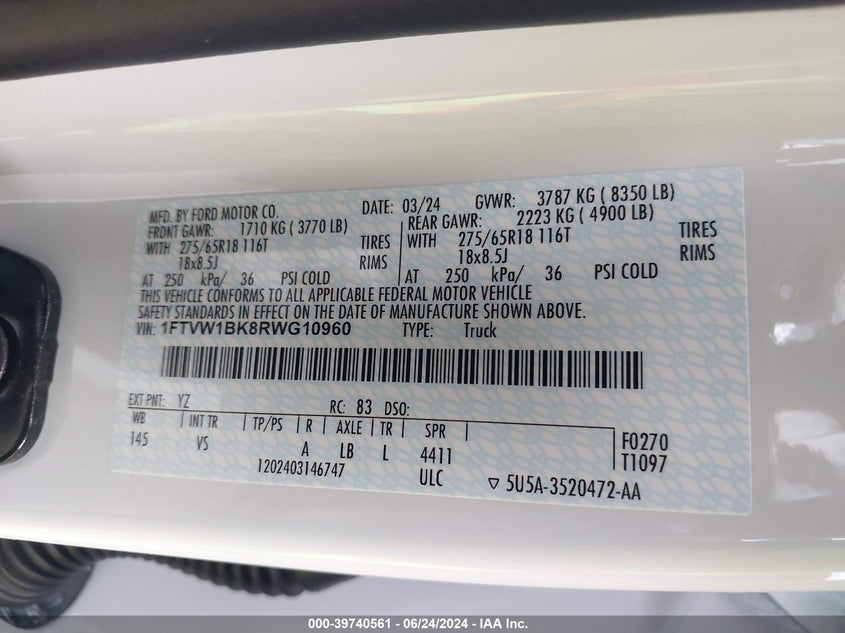 MFD. BY FORD MOTOR CO. DATE: 03/24 GVWR: 3787 KG ( 8350 LB)
FRONT GAWR: 1710 KG ( 3770 LB) REAR GAWR: 2223 KG ( 4900 LB)
WITH 275/65R18 116T TIRES WITH 275/65R18 116T TIRES
18x8.5J RIMS 18x8.5J RIMS
AT 250 kPa/ 36 PSI COLD AT 250 kPa/ 36 PSI COLD
THIS VEHICLE CONFORMS TO ALL APPLICABLE FEDERAL MOTOR VEHICLE
SAFETY STANDARDS IN EFFECT ON THE DATE OF MANUFACTURE SHOWN ABOVE.
VIN: 1FTVW1BK8RWG10960 TYPE: Truck
EXT PNT: YZ RC: 83 DSO:
WB INT TR TP/PS R AXLE TR SPR F0270
145 VS A LB L 4411 T1097
1202403146747 ULC ▽ 5U5A-3520472-AA
000-39740561 - 06/24/2024 - IAA Inc.